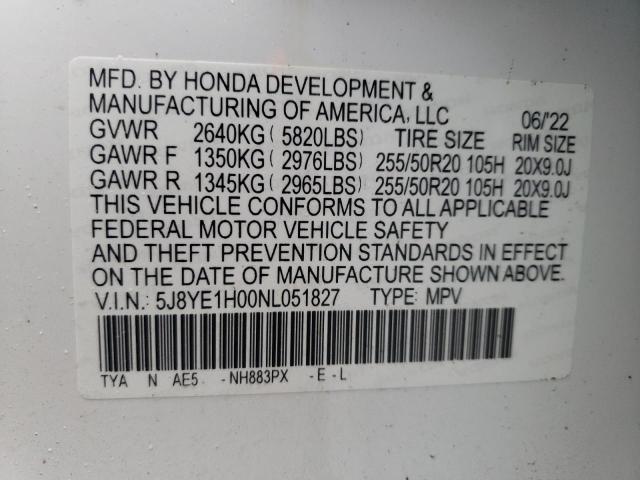 MFD. BY HONDA DEVELOPMENT &
MANUFACTURING OF AMERICA, LLC 06/'22
GVWR 2640KG ( 5820LBS) TIRE SIZE RIM SIZE
GAWR F 1350KG ( 2976LBS) 255/50R20 105H 20X9.0J
GAWR R 1345KG ( 2965LBS) 255/50R20 105H 20X9.0J
THIS VEHICLE CONFORMS TO ALL APPLICABLE
FEDERAL MOTOR VEHICLE SAFETY
AND THEFT PREVENTION STANDARDS IN EFFECT
ON THE DATE OF MANUFACTURE SHOWN ABOVE.
V.I.N.: 5J8YE1H00NL051827 TYPE: MPV
TYA N AE5 - NH883PX - E - L